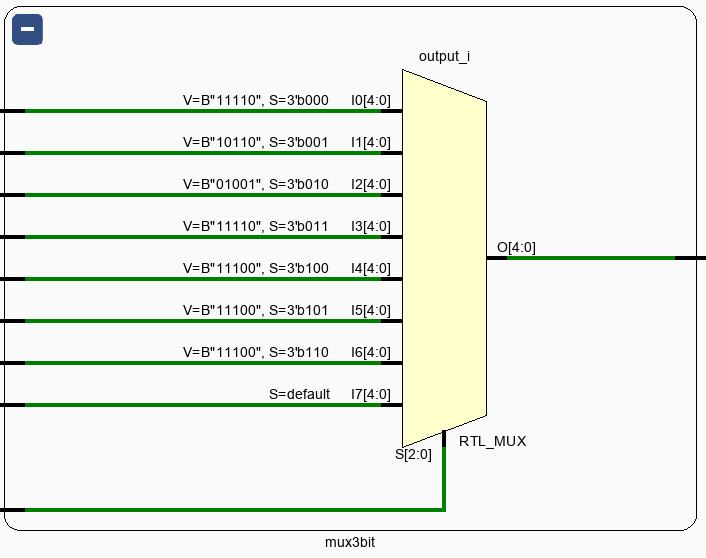 output_i
V=B"11110", S=3'b000 I0[4:0]
V=B"10110", S=3'b001 I1[4:0]
V=B"01001", S=3'b010 I2[4:0]
V=B"11110", S=3'b011 I3[4:0]
O[4:0]
V=B"11100", S=3'b100 I4[4:0]
V=B"11100", S=3'b101 I5[4:0]
V=B"11100", S=3'b110 I6[4:0]
S=default I7[4:0]
RTL_MUX
S[2:0]
mux3bit